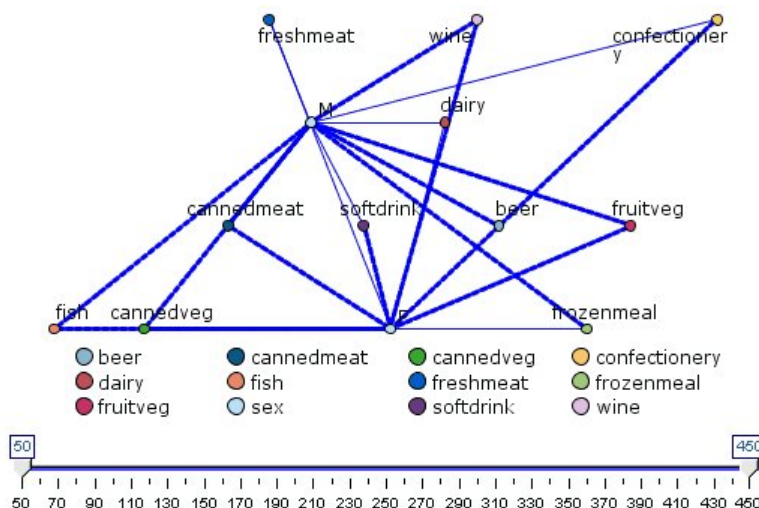 freshmeat wine confectioner
y
M dairy
cannedmeat softdrink beer fruitveg
fish cannedveg F frozenmeal
beer cannedmeat cannedveg confectionery
dairy fish freshmeat frozenmeal
fruitveg sex softdrink wine
50 450
50 70 90 110 130 150 170 190 210 230 250 270 290 310 330 350 370 390 410 430 450